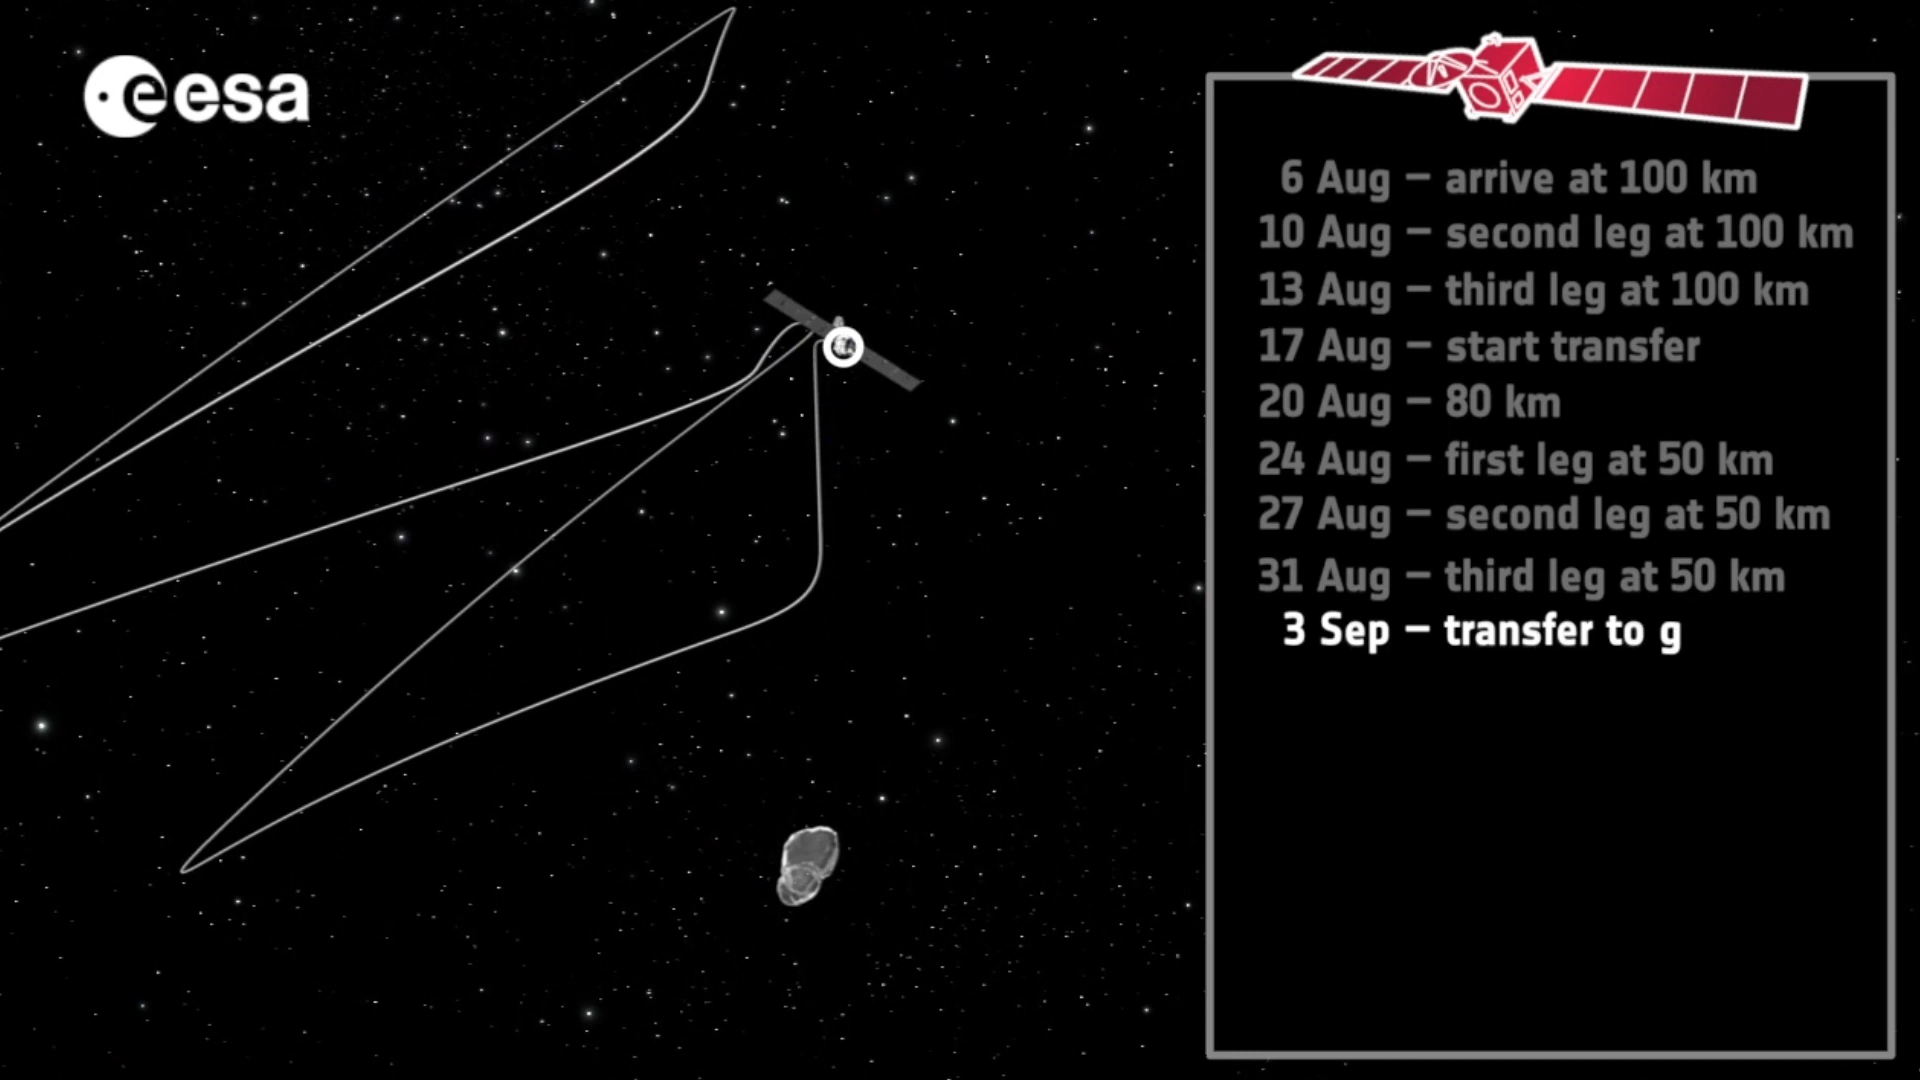 esa
6 Aug – arrive at 100 km
10 Aug – second leg at 100 km
13 Aug – third leg at 100 km
17 Aug – start transfer
20 Aug – 80 km
24 Aug – first leg at 50 km
27 Aug – second leg at 50 km
31 Aug – third leg at 50 km
3 Sep – transfer to g